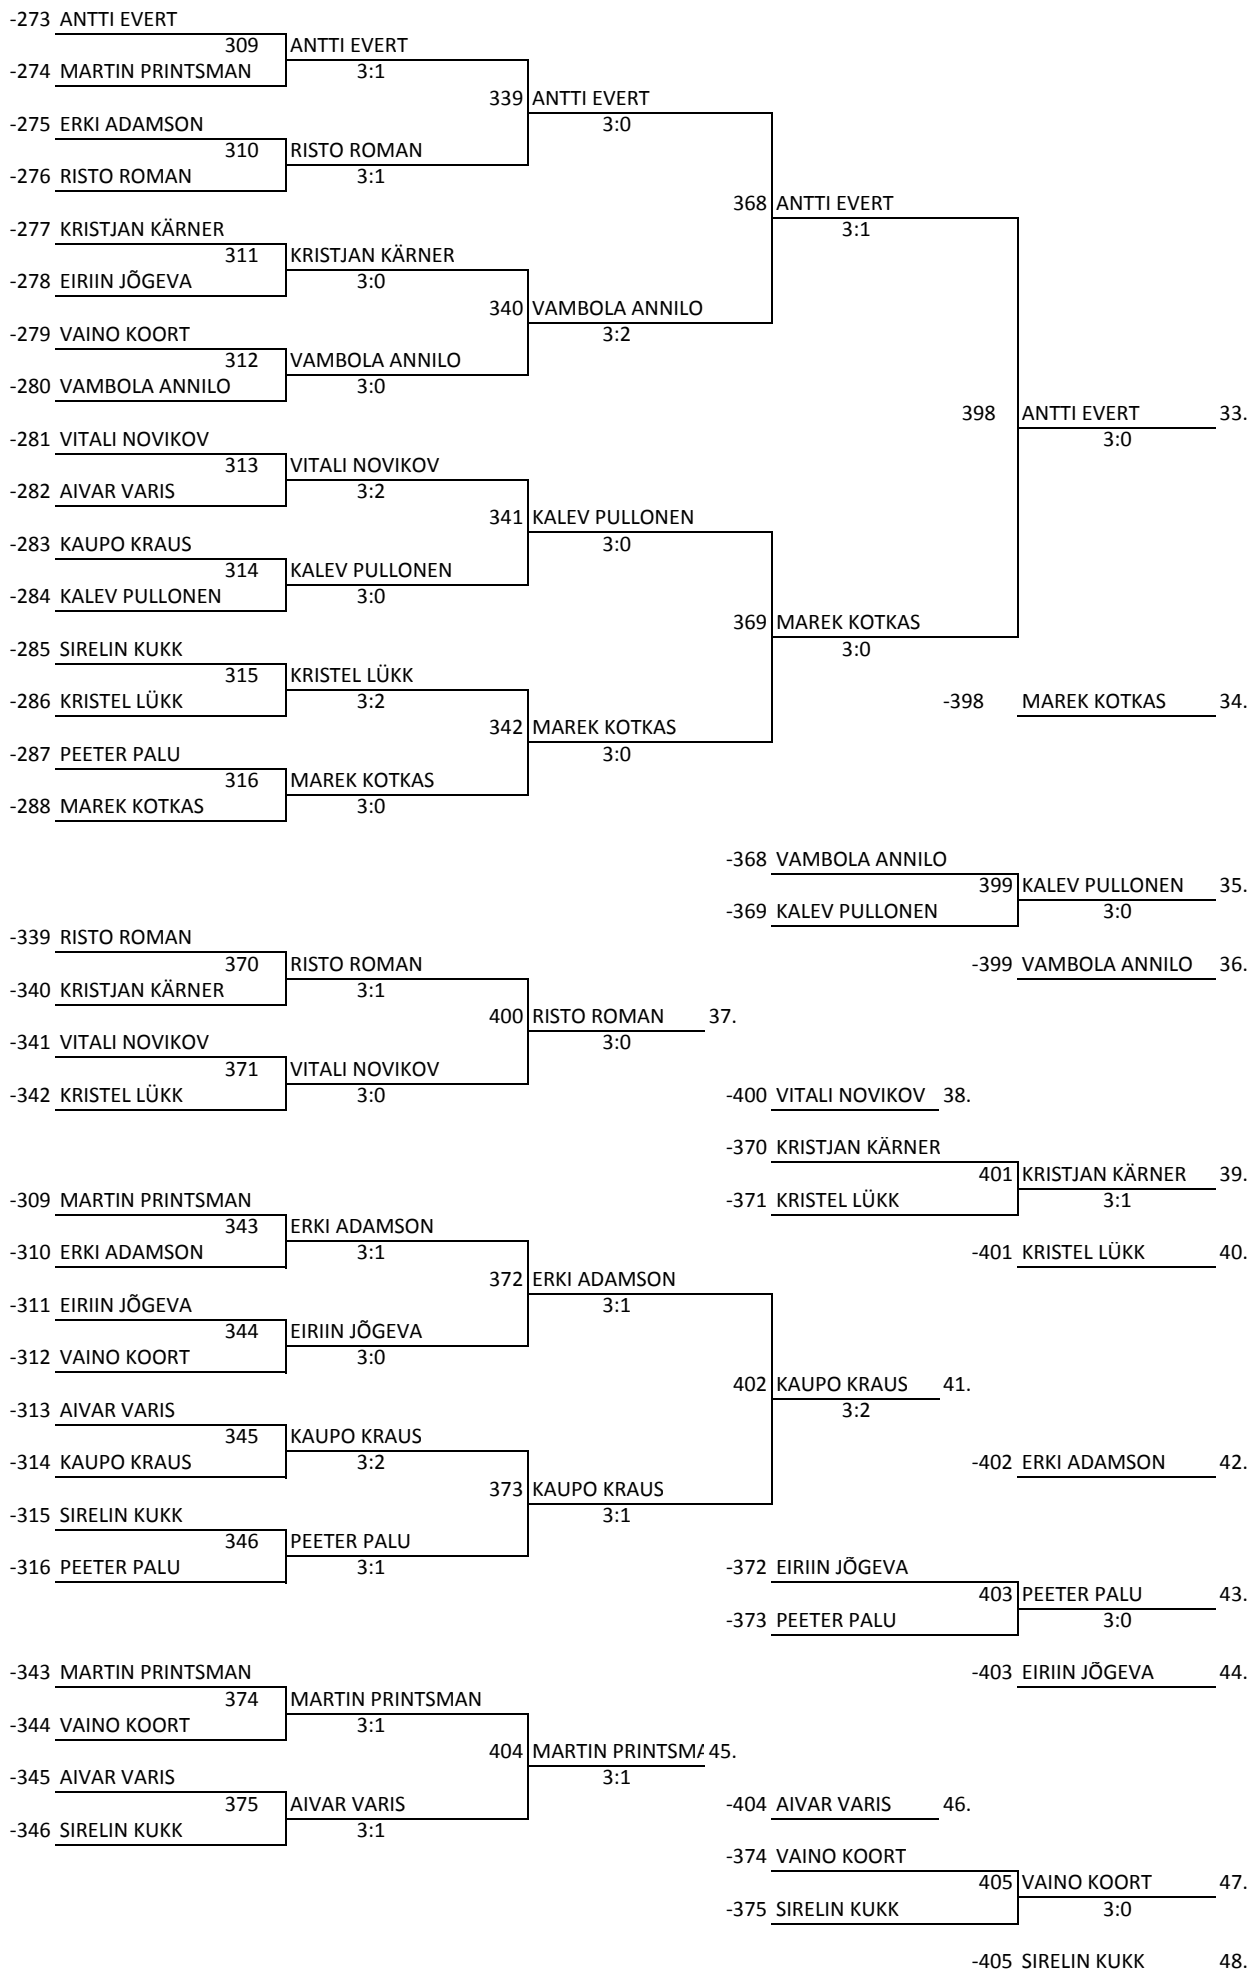 -273 ANTTI EVERT
309 ANTTI EVERT
-274 MARTIN PRINTSMAN 3:1
339 ANTTI EVERT
-275 ERKI ADAMSON 3:0
310 RISTO ROMAN
-276 RISTO ROMAN 3:1
368 ANTTI EVERT
-277 KRISTJAN KÄRNER 3:1
311 KRISTJAN KÄRNER
-278 EIRIIN JÕGEVA 3:0
340 VAMBOLA ANNILO
-279 VAINO KOORT 3:2
312 VAMBOLA ANNILO
-280 VAMBOLA ANNILO 3:0
398 ANTTI EVERT 33.
-281 VITALI NOVIKOV 3:0
313 VITALI NOVIKOV
-282 AIVAR VARIS 3:2
341 KALEV PULLONEN
-283 KAUPO KRAUS 3:0
314 KALEV PULLONEN
-284 KALEV PULLONEN 3:0
369 MAREK KOTKAS
-285 SIRELIN KUKK 3:0
315 KRISTEL LÜKK
-286 KRISTEL LÜKK 3:2 -398 MAREK KOTKAS 34.
342 MAREK KOTKAS
-287 PEETER PALU 3:0
316 MAREK KOTKAS
-288 MAREK KOTKAS 3:0
-368 VAMBOLA ANNILO
399 KALEV PULLONEN 35.
-369 KALEV PULLONEN 3:0
-339 RISTO ROMAN
370 RISTO ROMAN -399 VAMBOLA ANNILO 36.
-340 KRISTJAN KÄRNER 3:1
400 RISTO ROMAN 37.
-341 VITALI NOVIKOV 3:0
371 VITALI NOVIKOV
-342 KRISTEL LÜKK 3:0 -400 VITALI NOVIKOV 38.
-370 KRISTJAN KÄRNER
401 KRISTJAN KÄRNER 39.
-309 MARTIN PRINTSMAN -371 KRISTEL LÜKK 3:1
343 ERKI ADAMSON
-310 ERKI ADAMSON 3:1 -401 KRISTEL LÜKK 40.
372 ERKI ADAMSON
-311 EIRIIN JÕGEVA 3:1
344 EIRIIN JÕGEVA
-312 VAINO KOORT 3:0
402 KAUPO KRAUS 41.
-313 AIVAR VARIS 3:2
345 KAUPO KRAUS
-314 KAUPO KRAUS 3:2 -402 ERKI ADAMSON 42.
373 KAUPO KRAUS
-315 SIRELIN KUKK 3:1
346 PEETER PALU
-316 PEETER PALU 3:1 -372 EIRIIN JÕGEVA
403 PEETER PALU 43.
-373 PEETER PALU 3:0
-343 MARTIN PRINTSMAN -403 EIRIIN JÕGEVA 44.
374 MARTIN PRINTSMAN
-344 VAINO KOORT 3:1
404 MARTIN PRINTSMA 45.
-345 AIVAR VARIS 3:1
375 AIVAR VARIS -404 AIVAR VARIS 46.
-346 SIRELIN KUKK 3:1
-374 VAINO KOORT
405 VAINO KOORT 47.
-375 SIRELIN KUKK 3:0
-405 SIRELIN KUKK 48.